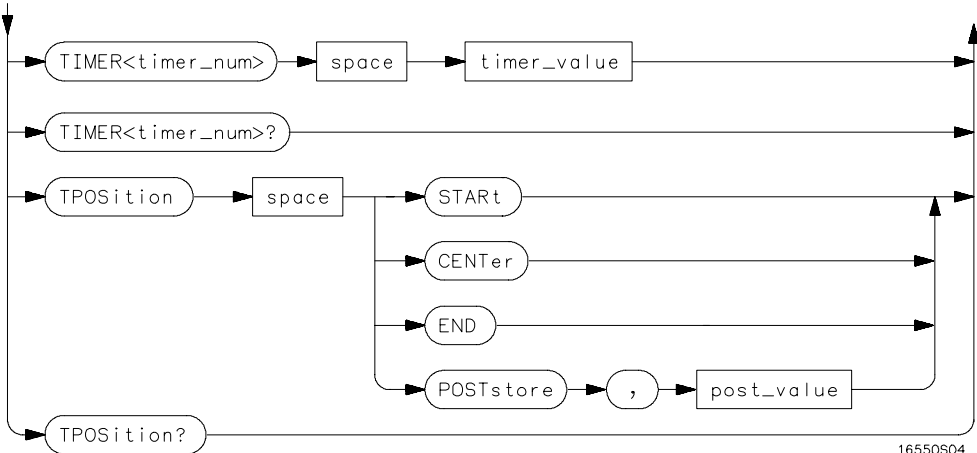 TIMER<timer_num> space timer_value
TIMER<timer_num>?
TPOSition space STARt
CENTer
END
POSTstore , post_value
TPOSition?
16550S04